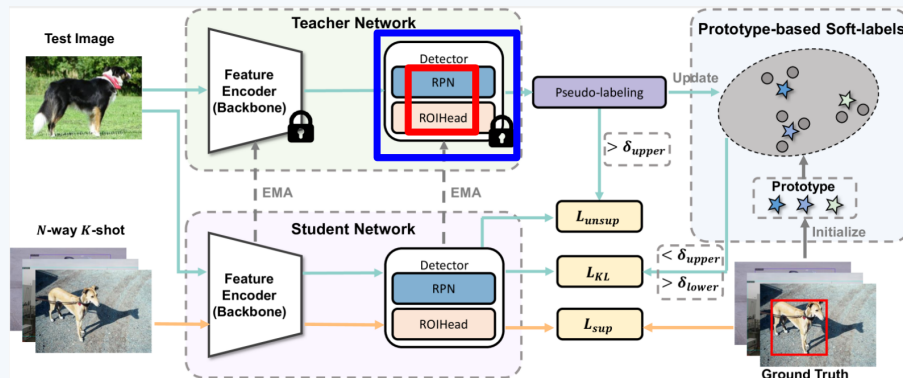 Teacher Network
Prototype-based Soft-labels
Test Image
Feature
Encoder
(Backbone)
Detector
RPN
ROIHead
Pseudo-labeling
Update
> δupper
EMA
EMA
Prototype
Initialize
N-way K-shot
Student Network
Feature
Encoder
(Backbone)
Detector
RPN
ROIHead
Lunsup
LKL
Lsup
< δupper
> δlower
Ground Truth